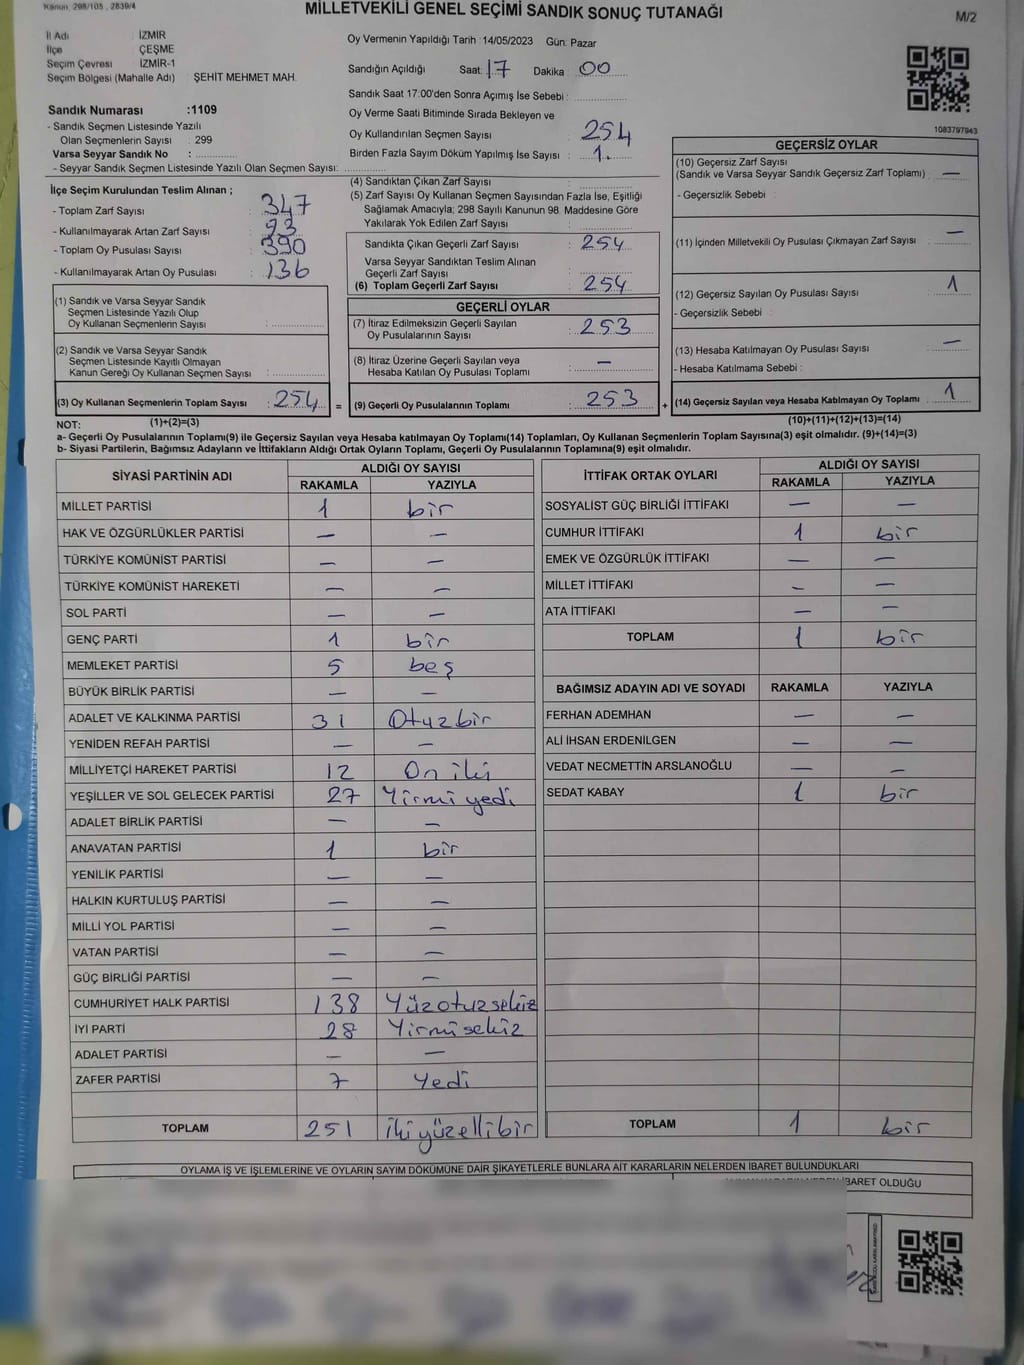 Kanun 298/105 , 2839/4
MİLLETVEKİLİ GENEL SEÇİMİ SANDIK SONUÇ TUTANAĞI
M/2
İl Adı : İZMİR
İlçe : ÇEŞME
Seçim Çevresi : İZMİR-1
Seçim Bölgesi (Mahalle Adı) : ŞEHİT MEHMET MAH.
Oy Vermenin Yapıldığı Tarih :14/05/2023 Gün: Pazar
Sandığın Açıldığı Saat: 17 Dakika : 00
Sandık Saat 17:00'den Sonra Açımış İse Sebebi :
Oy Verme Saati Bitiminde Sırada Bekleyen ve
Oy Kullandırılan Seçmen Sayısı : 254
Birden Fazla Sayım Döküm Yapılmış İse Sayısı : 1.
1083797943
Sandık Numarası :1109
- Sandık Seçmen Listesinde Yazılı
Olan Seçmenlerin Sayısı : 299
Varsa Seyyar Sandık No :
- Seyyar Sandık Seçmen Listesinde Yazılı Olan Seçmen Sayısı:
İlçe Seçim Kurulundan Teslim Alınan ;
- Toplam Zarf Sayısı : 347
- Kullanılmayarak Artan Zarf Sayısı : 93
- Toplam Oy Pusulası Sayısı : 390
- Kullanılmayarak Artan Oy Pusulası : 136
(4) Sandıktan Çıkan Zarf Sayısı :
(5) Zarf Sayısı Oy Kullanan Seçmen Sayısından Fazla İse, Eşitliği
Sağlamak Amacıyla; 298 Sayılı Kanunun 98. Maddesine Göre
Yakılarak Yok Edilen Zarf Sayısı :
Sandıkta Çıkan Geçerli Zarf Sayısı : 254
Varsa Seyyar Sandıktan Teslim Alınan
Geçerli Zarf Sayısı :
(6) Toplam Geçerli Zarf Sayısı : 254
GEÇERSİZ OYLAR
(10) Geçersiz Zarf Sayısı
(Sandık ve Varsa Seyyar Sandık Geçersiz Zarf Toplamı) : —
- Geçersizlik Sebebi :
(11) İçinden Milletvekili Oy Pusulası Çıkmayan Zarf Sayısı : —
(12) Geçersiz Sayılan Oy Pusulası Sayısı : 1
- Geçersizlik Sebebi :
(13) Hesaba Katılmayan Oy Pusulası Sayısı : —
- Hesaba Katılmama Sebebi :
(14) Geçersiz Sayılan veya Hesaba Katılmayan Oy Toplamı : 1
(10)+(11)+(12)+(13)=(14)
(1) Sandık ve Varsa Seyyar Sandık
Seçmen Listesinde Yazılı Olup
Oy Kullanan Seçmenlerin Sayısı :
(2) Sandık ve Varsa Seyyar Sandık
Seçmen Listesinde Kayıtlı Olmayan
Kanun Gereği Oy Kullanan Seçmen Sayısı :
(3) Oy Kullanan Seçmenlerin Toplam Sayısı : 254 =
(1)+(2)=(3)
GEÇERLİ OYLAR
(7) İtiraz Edilmeksizin Geçerli Sayılan
Oy Pusulalarının Sayısı : 253
(8) İtiraz Üzerine Geçerli Sayılan veya
Hesaba Katılan Oy Pusulası Toplamı : —
(9) Geçerli Oy Pusulalarının Toplamı : 253 +
NOT:
a- Geçerli Oy Pusulalarının Toplamı(9) ile Geçersiz Sayılan veya Hesaba katılmayan Oy Toplamı(14) Toplamları, Oy Kullanan Seçmenlerin Toplam Sayısına(3) eşit olmalıdır. (9)+(14)=(3)
b- Siyasi Partilerin, Bağımsız Adayların ve İttifakların Aldığı Ortak Oyların Toplamı, Geçerli Oy Pusulalarının Toplamına(9) eşit olmalıdır.
SİYASİ PARTİNİN ADI ALDIĞI OY SAYISI
RAKAMLA YAZIYLA
MİLLET PARTİSİ 1 bir
HAK VE ÖZGÜRLÜKLER PARTİSİ — —
TÜRKİYE KOMÜNİST PARTİSİ — —
TÜRKİYE KOMÜNİST HAREKETİ — —
SOL PARTİ — —
GENÇ PARTİ 1 bir
MEMLEKET PARTİSİ 5 beş
BÜYÜK BİRLİK PARTİSİ — —
ADALET VE KALKINMA PARTİSİ 31 Otuzbir
YENİDEN REFAH PARTİSİ — —
MİLLİYETÇİ HAREKET PARTİSİ 12 On iki
YEŞİLLER VE SOL GELECEK PARTİSİ 27 Yirmi yedi
ADALET BİRLİK PARTİSİ — —
ANAVATAN PARTİSİ 1 bir
YENİLİK PARTİSİ — —
HALKIN KURTULUŞ PARTİSİ — —
MİLLİ YOL PARTİSİ — —
VATAN PARTİSİ — —
GÜÇ BİRLİĞİ PARTİSİ — —
CUMHURİYET HALK PARTİSİ 138 Yüzotuzsekiz
İYİ PARTİ 28 Yirmisekiz
ADALET PARTİSİ — —
ZAFER PARTİSİ 7 Yedi
TOPLAM 251 ikiyüzellibir
İTTİFAK ORTAK OYLARI ALDIĞI OY SAYISI
RAKAMLA YAZIYLA
SOSYALİST GÜÇ BİRLİĞİ İTTİFAKI — —
CUMHUR İTTİFAKI 1 bir
EMEK VE ÖZGÜRLÜK İTTİFAKI — —
MİLLET İTTİFAKI — —
ATA İTTİFAKI — —
TOPLAM 1 bir
BAĞIMSIZ ADAYIN ADI VE SOYADI RAKAMLA YAZIYLA
FERHAN ADEMHAN — —
ALİ İHSAN ERDENİLGEN — —
VEDAT NECMETTİN ARSLANOĞLU — —
SEDAT KABAY 1 bir
TOPLAM 1 bir
OYLAMA İŞ VE İŞLEMLERİNE VE OYLARIN SAYIM DÖKÜMÜNE DAİR ŞİKAYETLERLE BUNLARA AİT KARARLARIN NELERDEN İBARET BULUNDUKLARI
İBARET OLDUĞU